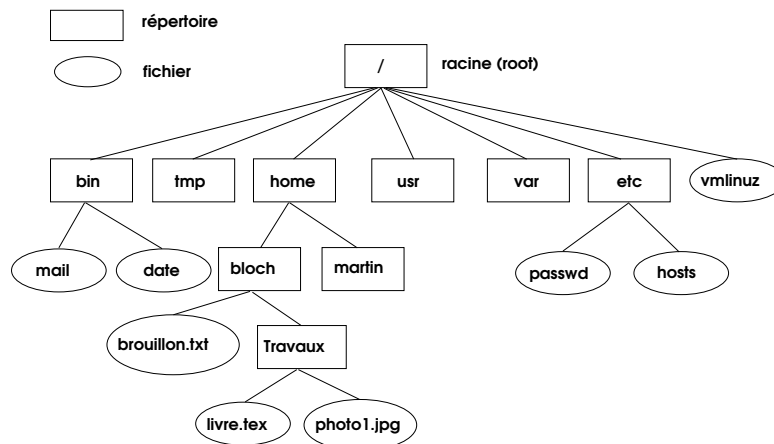 répertoire
fichier
/ racine (root)
bin tmp home usr var etc vmlinuz
mail date bloch martin passwd hosts
brouillon.txt Travaux
livre.tex photo1.jpg